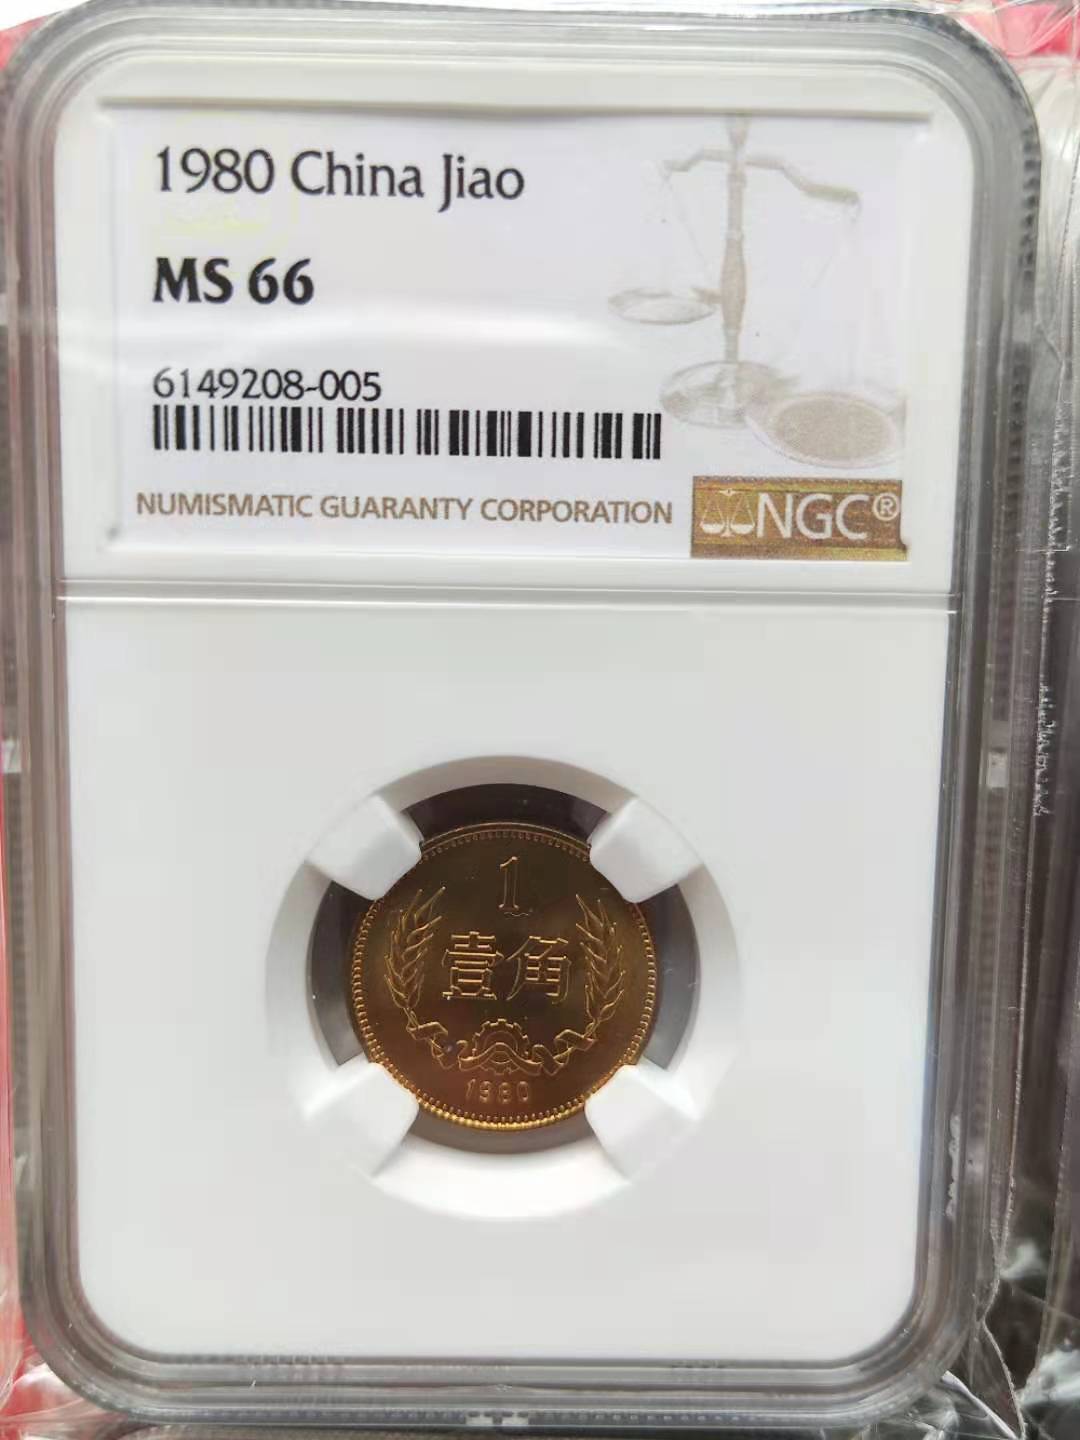 1980 China Jiao
MS 66
6149208-005
NUMISMATIC GUARANTY CORPORATION
NGC®
1
壹角
1980